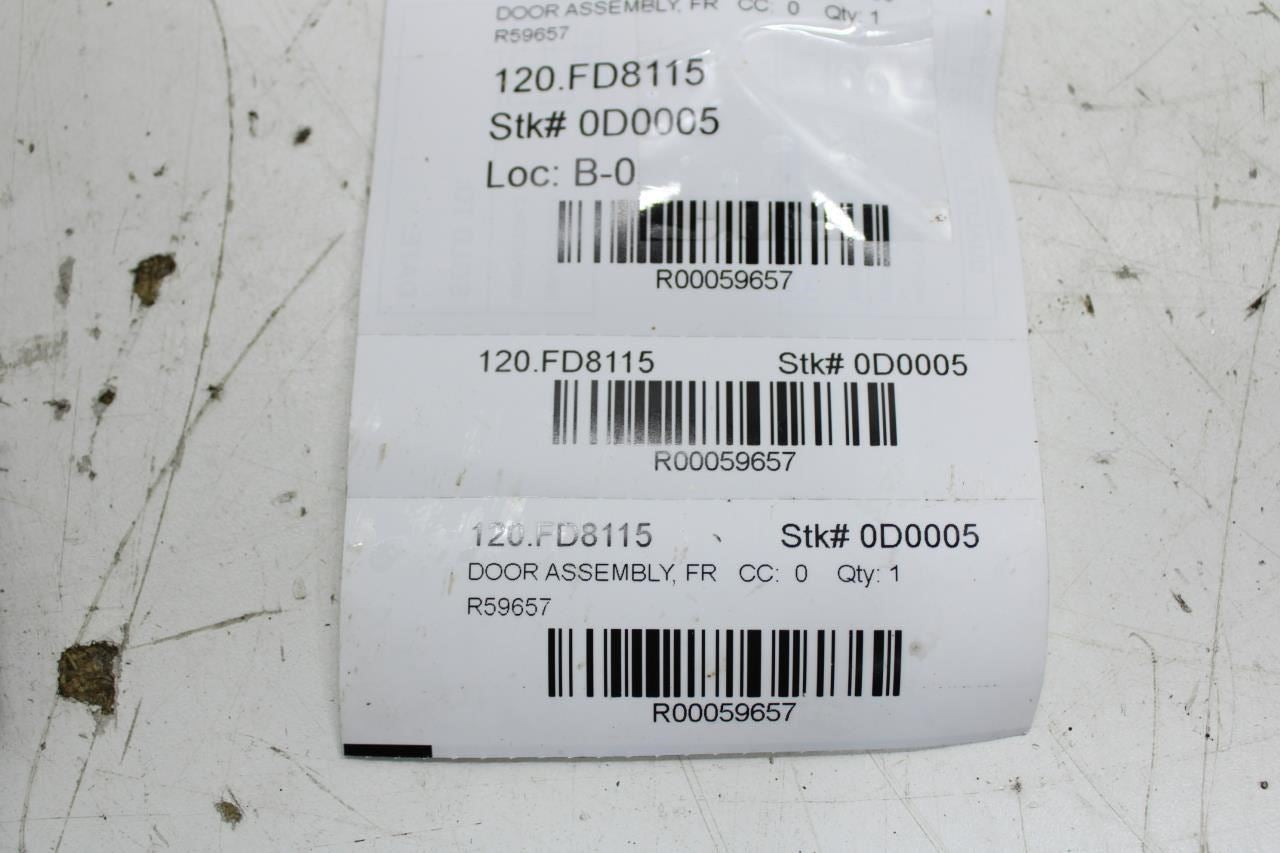 DOOR ASSEMBLY, FR CC: 0 Qty: 1
R59657
120.FD8115
Stk# 0D0005
Loc: B-0
R00059657
120.FD8115 Stk# 0D0005
R00059657
120.FD8115 Stk# 0D0005
DOOR ASSEMBLY, FR CC: 0 Qty: 1
R59657
R00059657